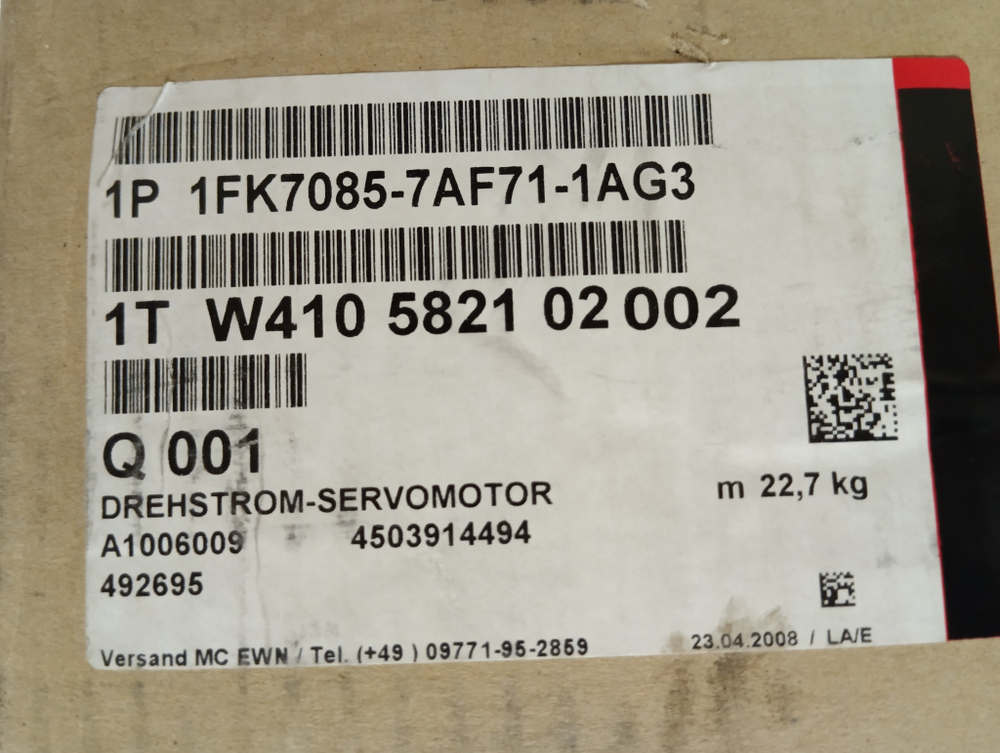 1P 1FK7085-7AF71-1AG3
1T W410 5821 02 002
Q 001
DREHSTROM-SERVOMOTOR
m 22,7 kg
A1006009 4503914494
492695
Versand MC EWN / Tel. (+49 ) 09771-95-2859
23.04.2008 / LA/E